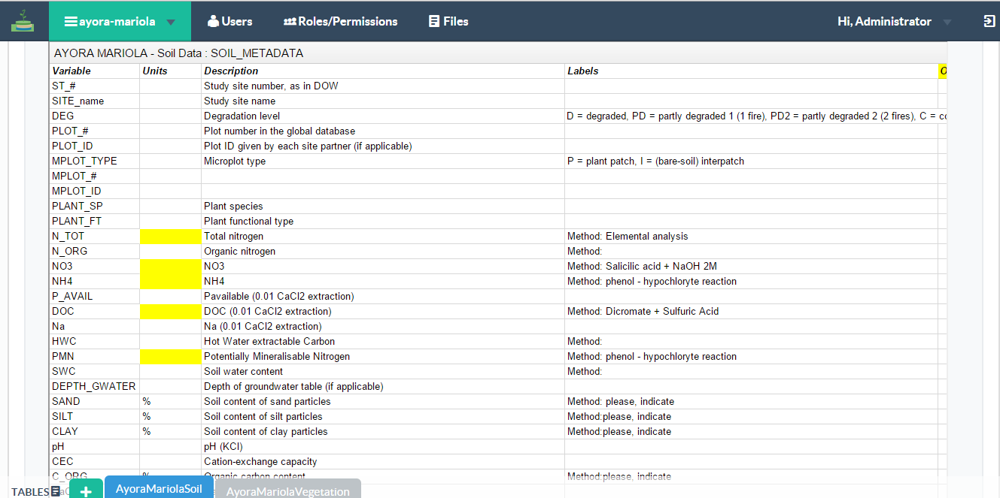 ayora-mariola Users Roles/Permissions Files Hi, Administrator
AYORA MARIOLA - Soil Data : SOIL_METADATA
Variable Units Description Labels O
ST_# Study site number, as in DOW
SITE_name Study site name
DEG Degradation level D = degraded, PD = partly degraded 1 (1 fire), PD2 = partly degraded 2 (2 fires), C = co
PLOT_# Plot number in the global database
PLOT_ID Plot ID given by each site partner (if applicable)
MPLOT_TYPE Microplot type P = plant patch, I = (bare-soil) interpatch
MPLOT_#
MPLOT_ID
PLANT_SP Plant species
PLANT_FT Plant functional type
N_TOT Total nitrogen Method: Elemental analysis
N_ORG Organic nitrogen Method:
NO3 NO3 Method: Salicilic acid + NaOH 2M
NH4 NH4 Method: phenol - hypochloryte reaction
P_AVAIL Pavailable (0.01 CaCl2 extraction)
DOC DOC (0.01 CaCl2 extraction) Method: Dicromate + Sulfuric Acid
Na Na (0.01 CaCl2 extraction)
HWC Hot Water extractable Carbon Method:
PMN Potentially Mineralisable Nitrogen Method: phenol - hypochloryte reaction
SWC Soil water content Method:
DEPTH_GWATER Depth of groundwater table (if applicable)
SAND % Soil content of sand particles Method: please, indicate
SILT % Soil content of silt particles Method:please, indicate
CLAY % Soil content of clay particles Method:please, indicate
pH pH (KCl)
CEC Cation-exchange capacity
C_ORG % Organic carbon content Method:please, indicate
TABLES + AyoraMariolaSoil AyoraMariolaVegetation